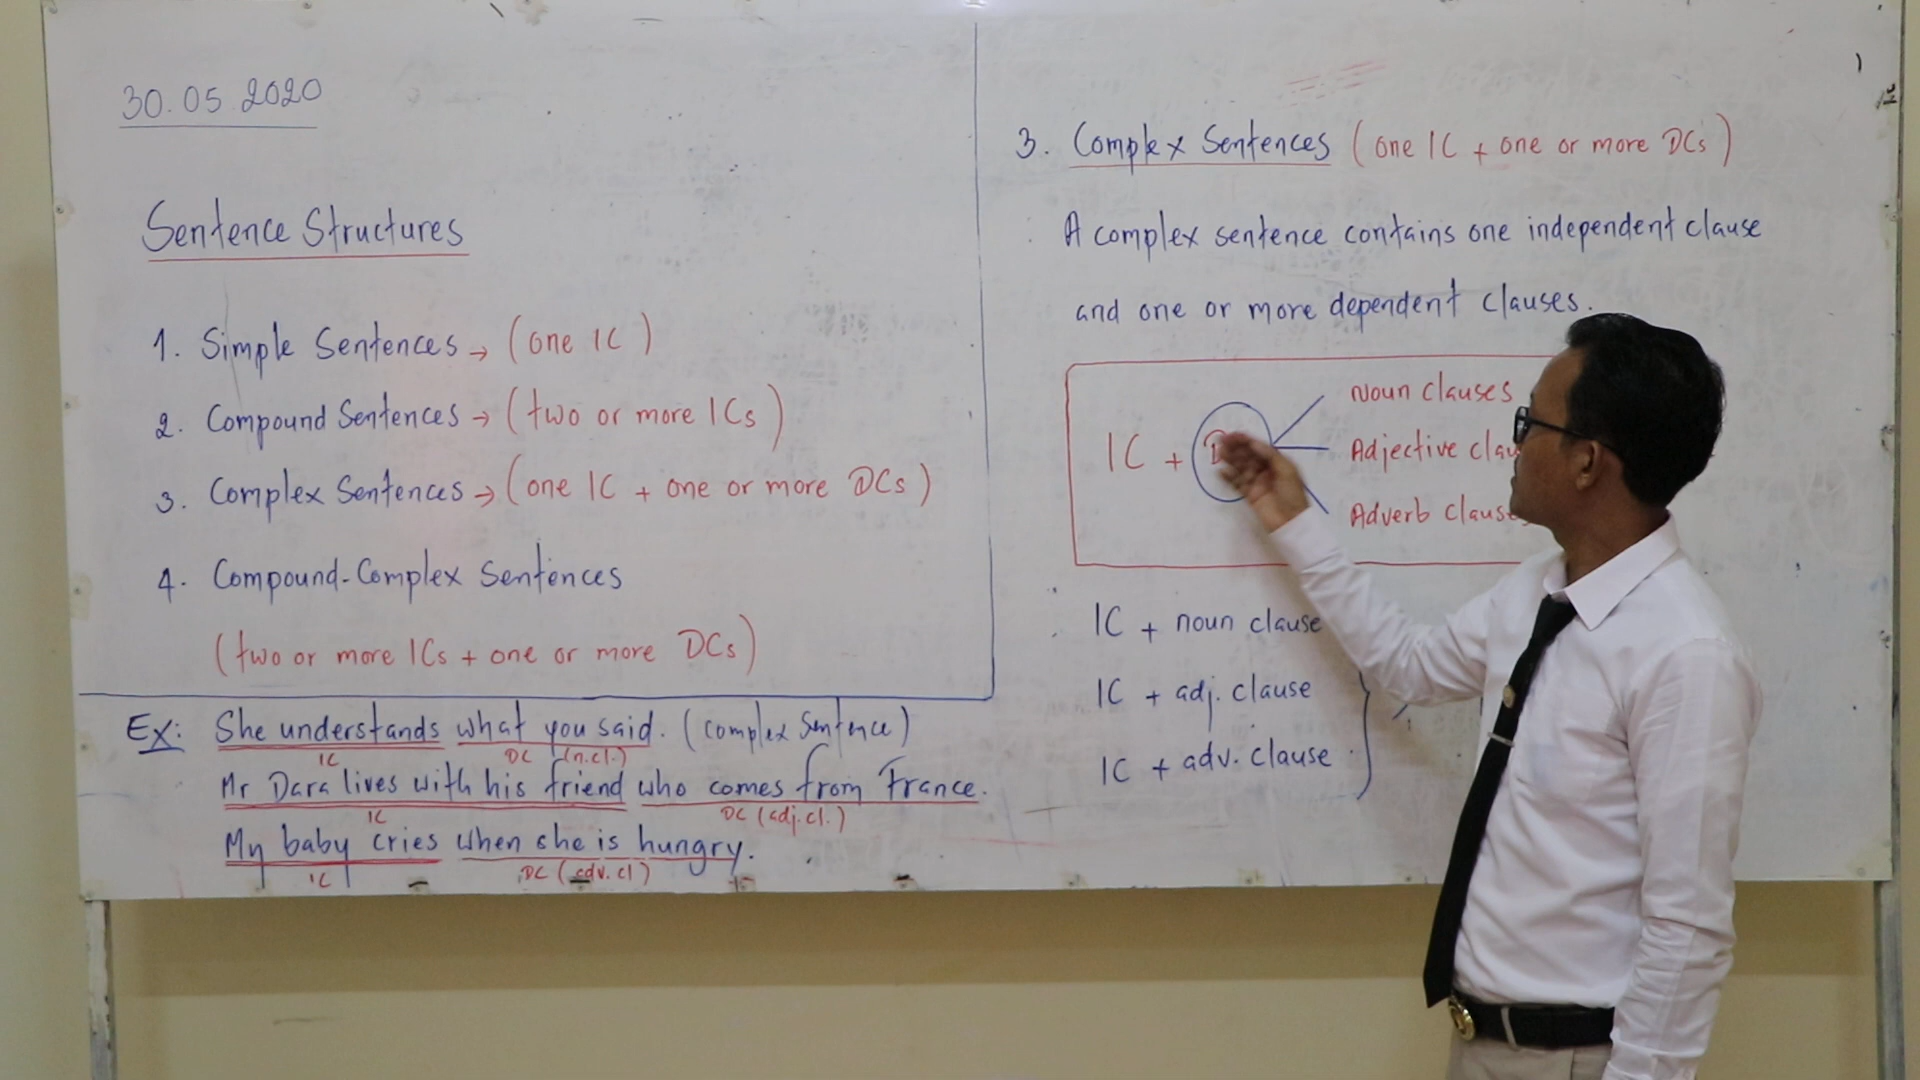 30.05.2020
Sentence Structures
1. Simple Sentences → (one IC)
2. Compound Sentences → (two or more ICs)
3. Complex Sentences → (one IC + one or more DCs)
4. Compound-Complex Sentences
(two or more ICs + one or more DCs)
Ex: She understands what you said. (complex sentence)
IC DC (n.cl.)
Mr Dara lives with his friend who comes from France.
IC DC (adj.cl.)
My baby cries when she is hungry.
IC DC (adv.cl)
3. Complex Sentences (one IC + one or more DCs)
A complex sentence contains one independent clause
and one or more dependent clauses.
Noun clauses
IC + Adjective
Adverb clauses
IC + noun clause
IC + adj. clause
IC + adv. clause